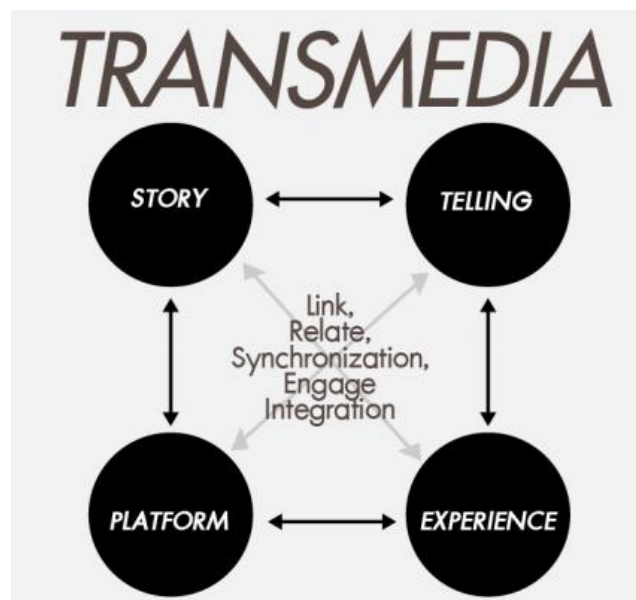 TRANSMEDIA
STORY
TELLING
Link,
Relate,
Synchronization,
Engage
Integration
PLATFORM
EXPERIENCE